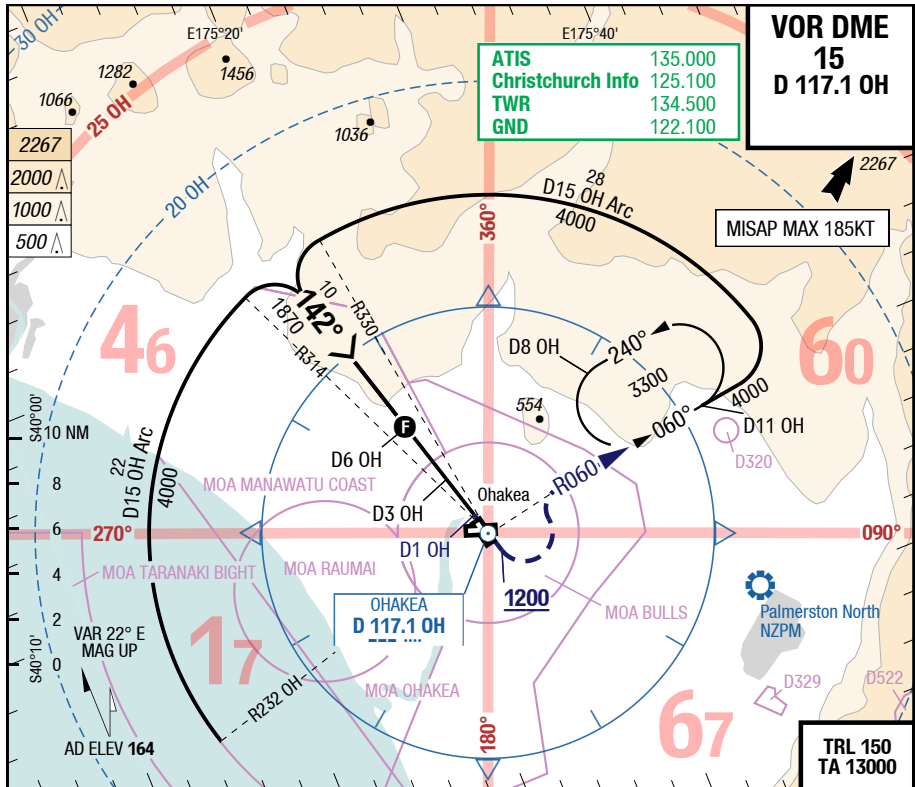 30 OH
E175°20'
E175°40'
VOR DME
15
D 117.1 OH
ATIS 135.000
Christchurch Info 125.100
TWR 134.500
GND 122.100
1282
1456
1066
25 OH
1036
2267
2000
1000
500
20 OH
2267
MISAP MAX 185KT
28
D15 OH Arc
4000
360°
10
R330
142°
1870
R314
46
60
D8 OH
240°
3300
4000
060°
D11 OH
554
D320
S40°00'
10 NM
8
6
4
2
0
S40°10'
F
D6 OH
R060
22
D15 OH Arc
4000
MOA MANAWATU COAST
Ohakea
D3 OH
270°
D1 OH
090°
MOA TARANAKI BIGHT
MOA RAUMAI
1200
MOA BULLS
OHAKEA
D 117.1 OH
Palmerston North
NZPM
17
VAR 22° E
MAG UP
R232 OH
MOA OHAKEA
D329
D522
67
180°
AD ELEV 164
TRL 150
TA 13000